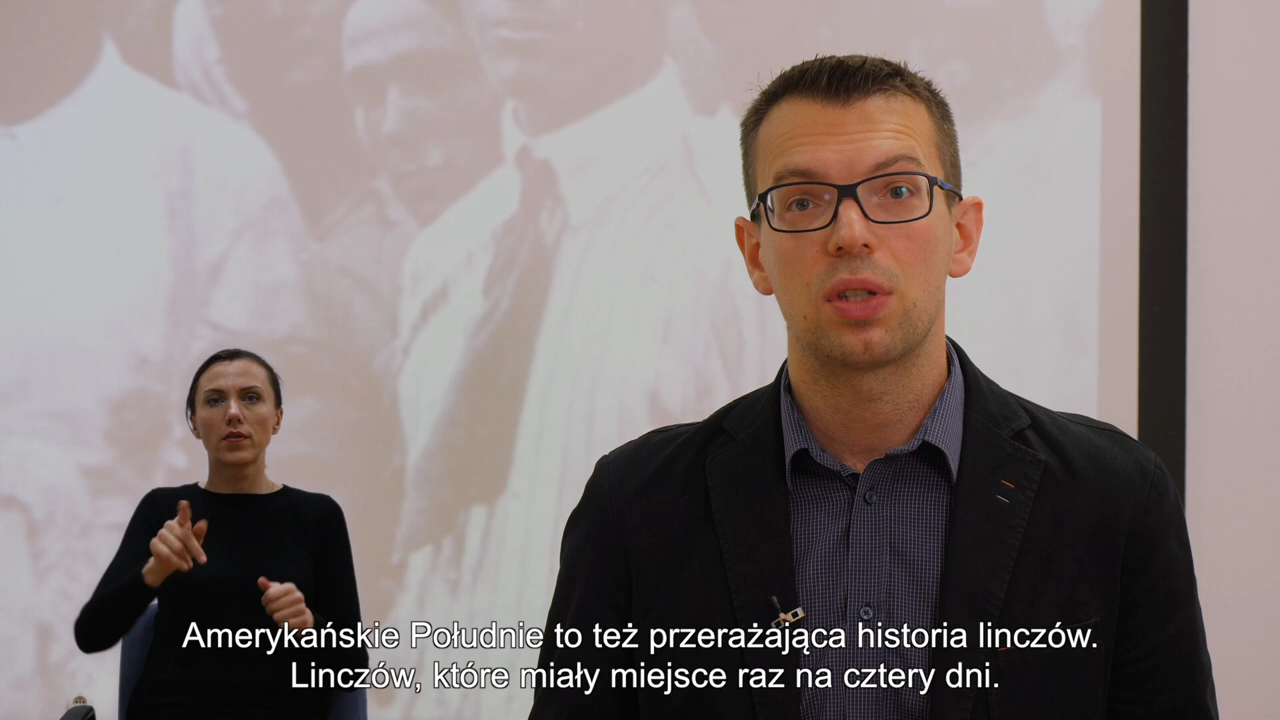 Amerykańskie Południe to też przerażająca historia linczów.
Linczów, które miały miejsce raz na cztery dni.